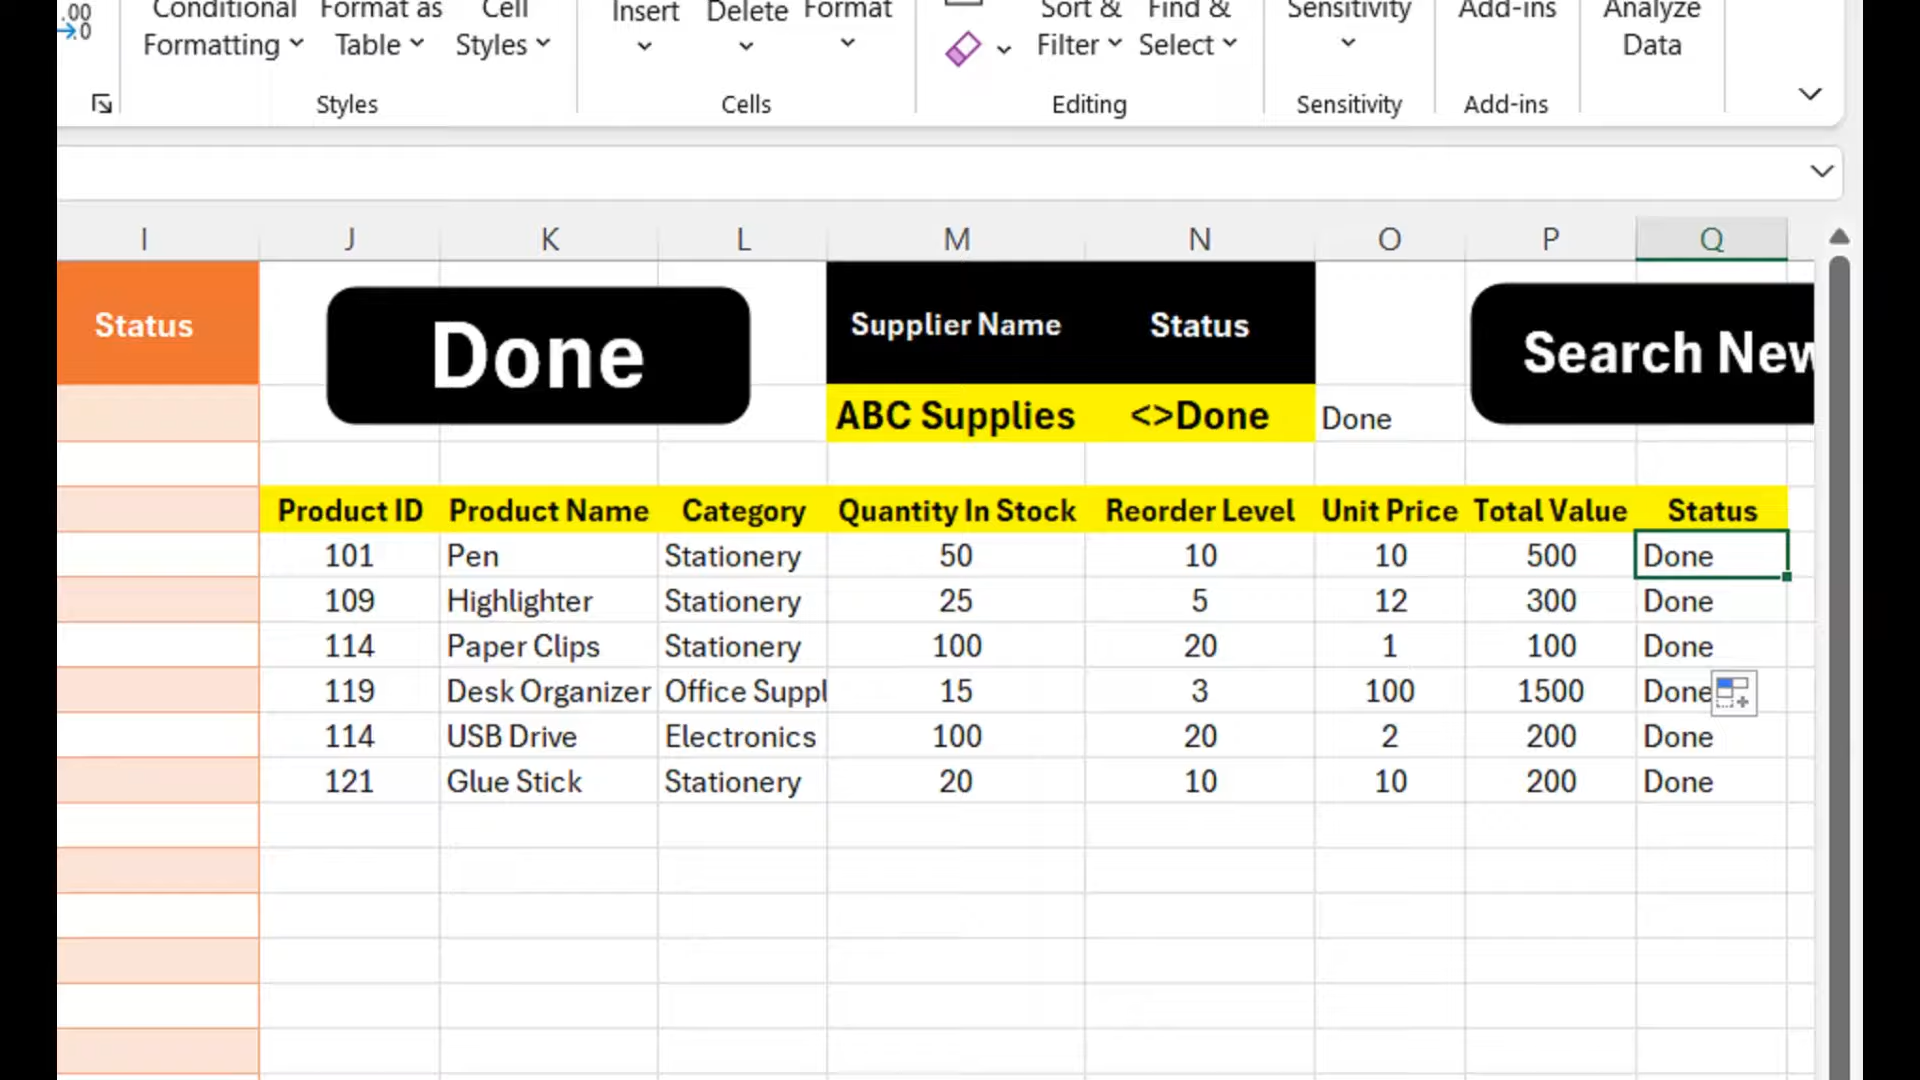 .00
→.0
Conditional Formatting
Format as Table
Cell Styles
Insert
Delete
Format
Sort & Filter
Find & Select
Sensitivity
Add-ins
Analyze Data
Styles
Cells
Editing
Sensitivity
Add-ins
I J K L M N O P Q
Status
Done
Supplier Name Status
Search New
ABC Supplies <>Done Done
Product ID Product Name Category Quantity In Stock Reorder Level Unit Price Total Value Status
101 Pen Stationery 50 10 10 500 Done
109 Highlighter Stationery 25 5 12 300 Done
114 Paper Clips Stationery 100 20 1 100 Done
119 Desk Organizer Office Suppl 15 3 100 1500 Done
114 USB Drive Electronics 100 20 2 200 Done
121 Glue Stick Stationery 20 10 10 200 Done